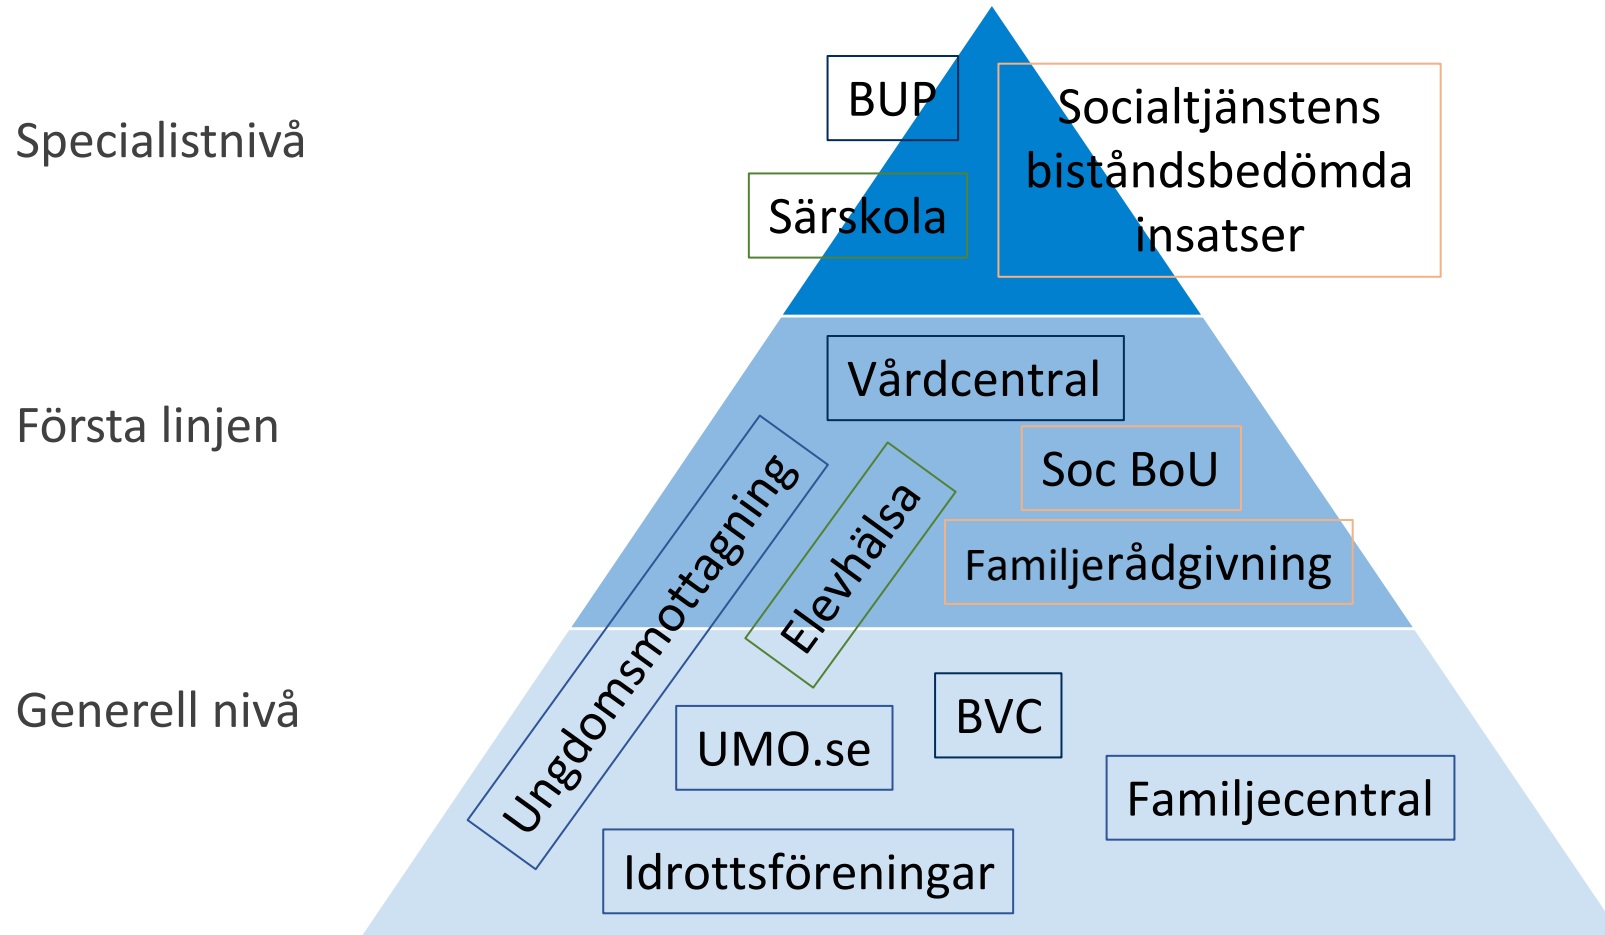 BUP
Socialtjänstens
biståndsbedömda
insatser
Specialistnivå
Särskola
Vårdcentral
Första linjen
Soc BoU
Ungdomsmottagning
Elevhälsa
Familjerådgivning
Generell nivå
BVC
UMO.se
Familjecentral
Idrottsföreningar